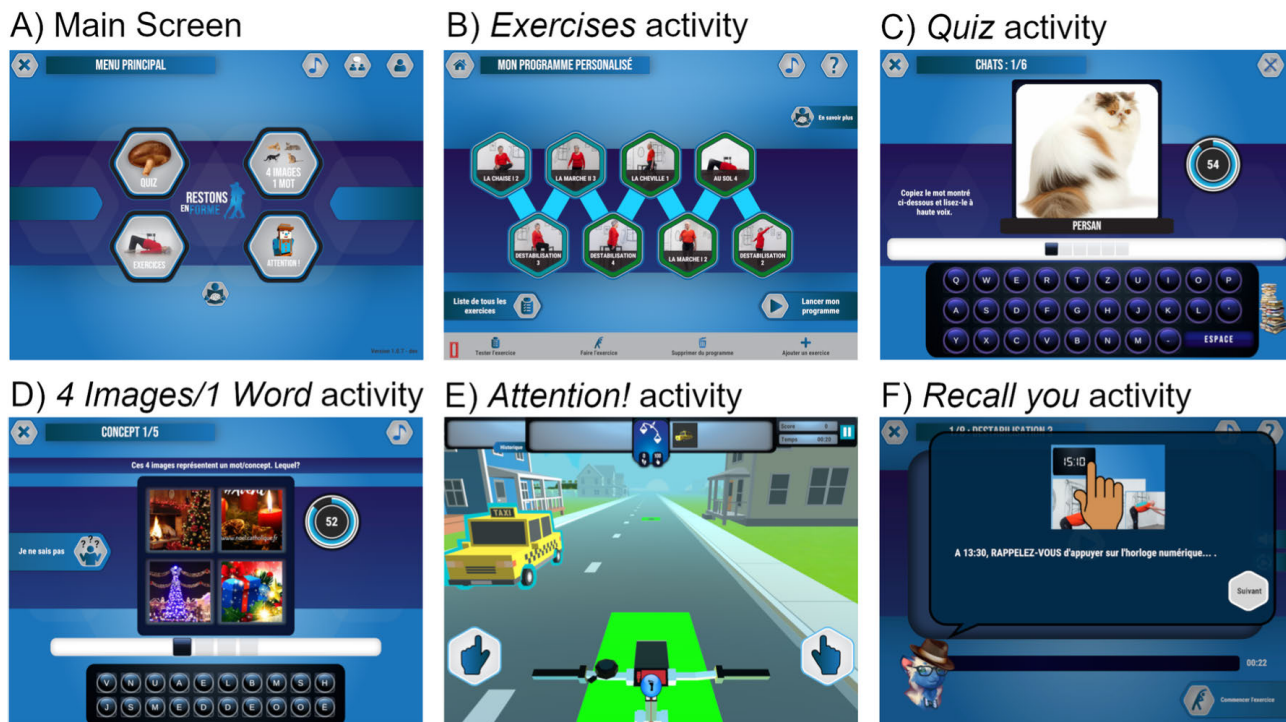 A) Main Screen
MENU PRINCIPAL
QUIZ
4 IMAGES
1 MOT
RESTONS
EN FORME
EXERCICES
ATTENTION !
B) Exercises activity
MON PROGRAMME PERSONALISÉ
En savoir plus
LA CHAISE I 2
LA MARCHE II 3
LA CHEVILLE 1
AU SOL 4
DESTABILISATION
3
DESTABILISATION
4
LA MARCHE I 2
DESTABILISATION
2
Liste de tous les
exercices
Lancer mon
programme
Tester l'exercice
Faire l'exercice
Supprimer du programme
Ajouter un exercice
C) Quiz activity
CHATS : 1/6
54
Copiez le mot montré
ci-dessous et lisez-le à
haute voix.
PERSAN
Q W E R T Z U I O P
A S D F G H J K L '
Y X C V B N M -
ESPACE
D) 4 Images/1 Word activity
CONCEPT 1/5
Ces 4 images représentent un mot/concept. Lequel?
52
Je ne sais pas
V N U A E L B M S H
J S M E D D E O O É
E) Attention! activity
Historique
Score 0
Temps 00:23
TAXI
F) Recall you activity
1/8 : DESTABILISATION 2
15:10
A 13:30, RAPPELEZ-VOUS d'appuyer sur l'horloge numérique... .
Suivant
00:22
Commencer l'exercice